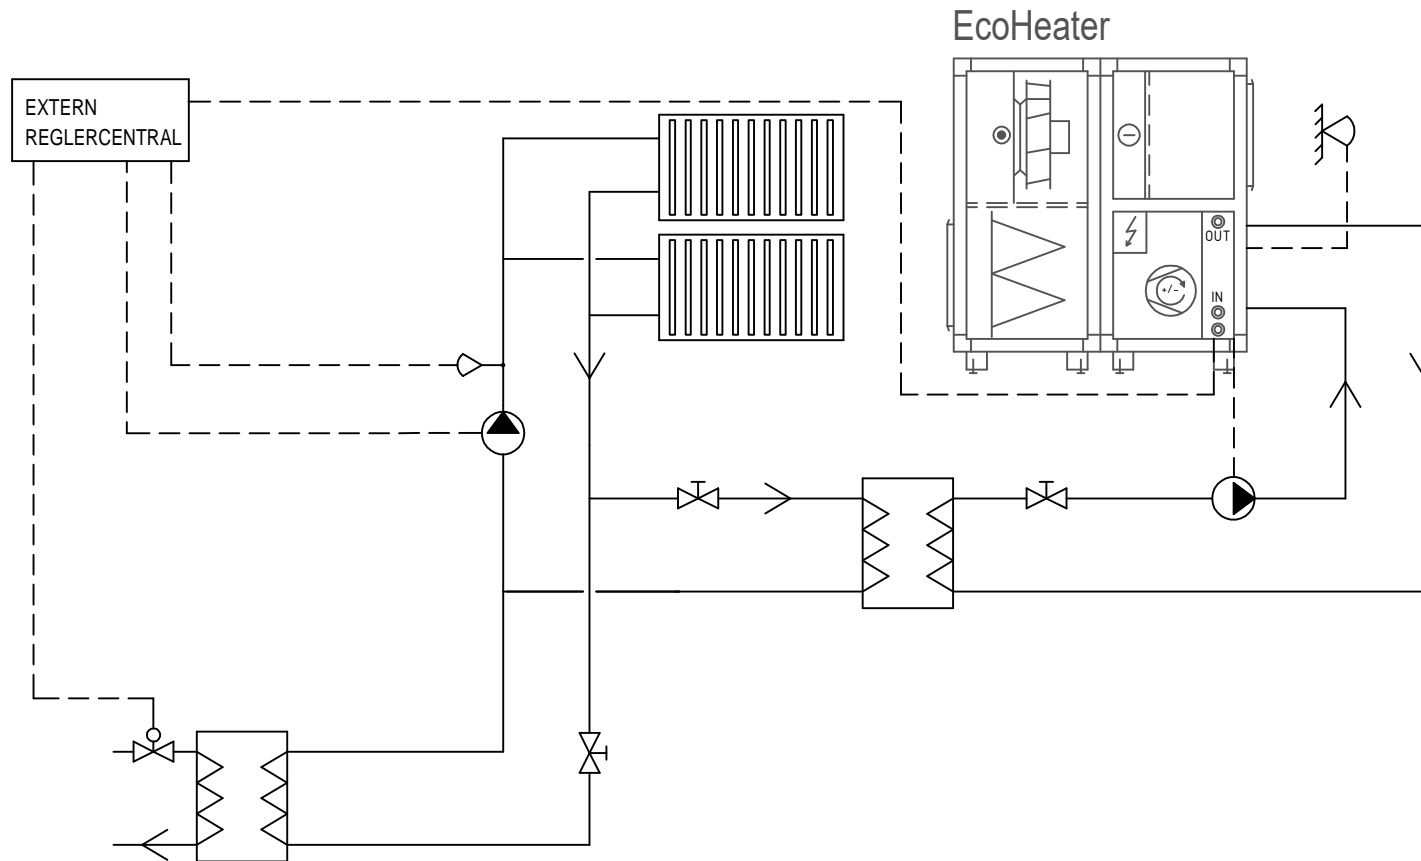 EcoHeater
EXTERN
REGLERCENTRAL
OUT
IN
+/-